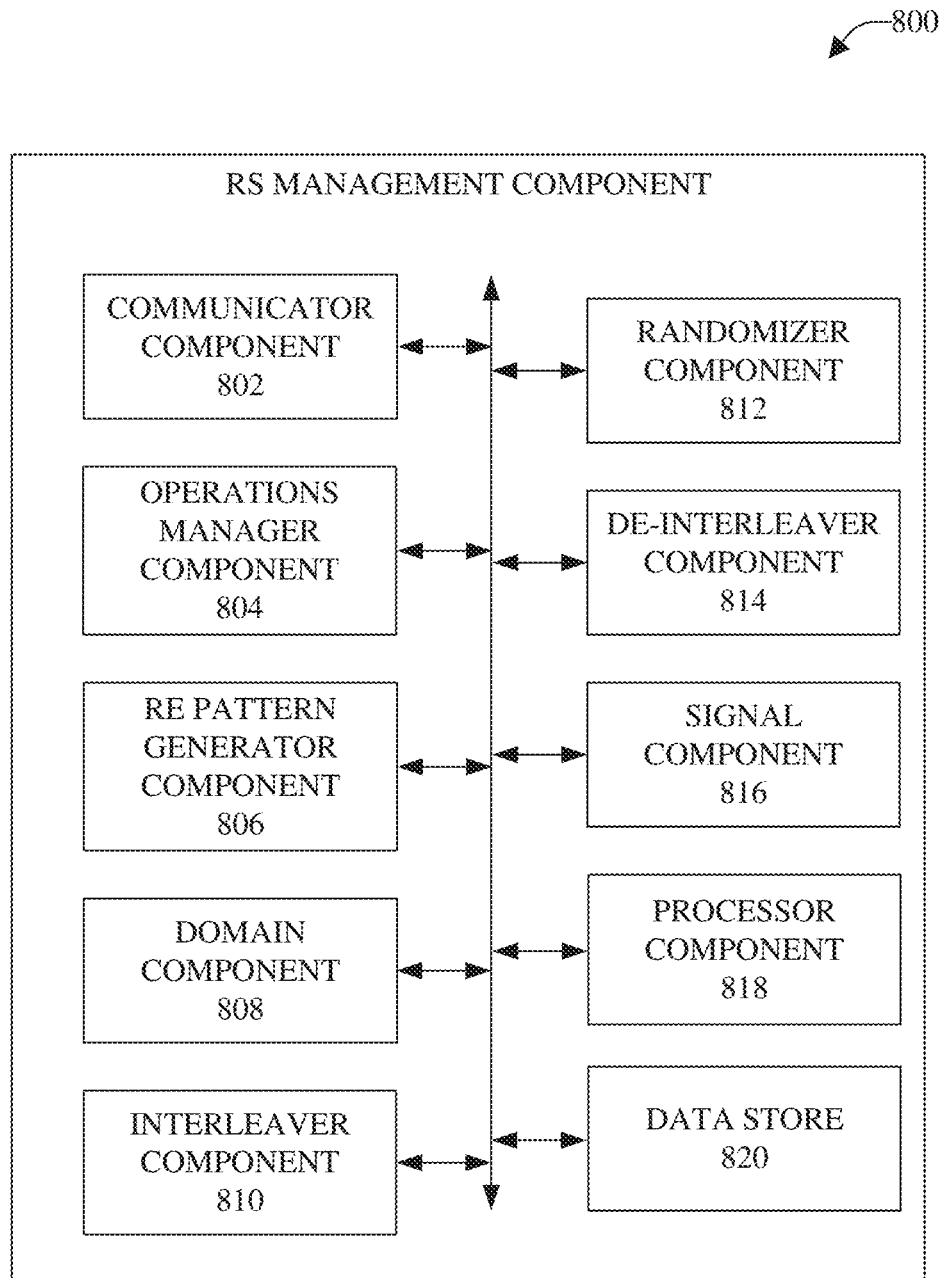 800
RS MANAGEMENT COMPONENT
COMMUNICATOR
COMPONENT
802
OPERATIONS
MANAGER
COMPONENT
804
RE PATTERN
GENERATOR
COMPONENT
806
DOMAIN
COMPONENT
808
INTERLEAVER
COMPONENT
810
RANDOMIZER
COMPONENT
812
DE-INTERLEAVER
COMPONENT
814
SIGNAL
COMPONENT
816
PROCESSOR
COMPONENT
818
DATA STORE
820